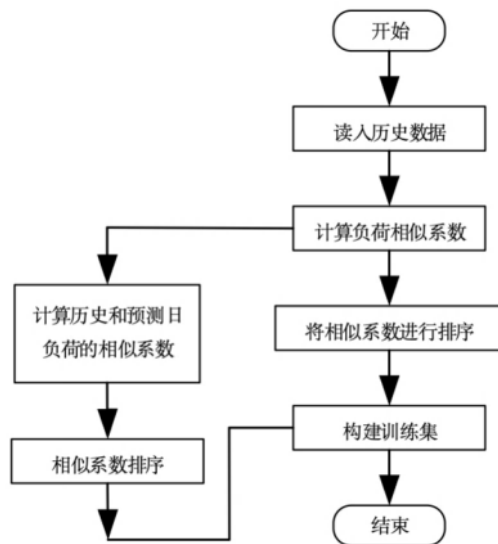 开始
读入历史数据
计算负荷相似系数
计算历史和预测日
负荷的相似系数
将相似系数进行排序
相似系数排序
构建训练集
结束